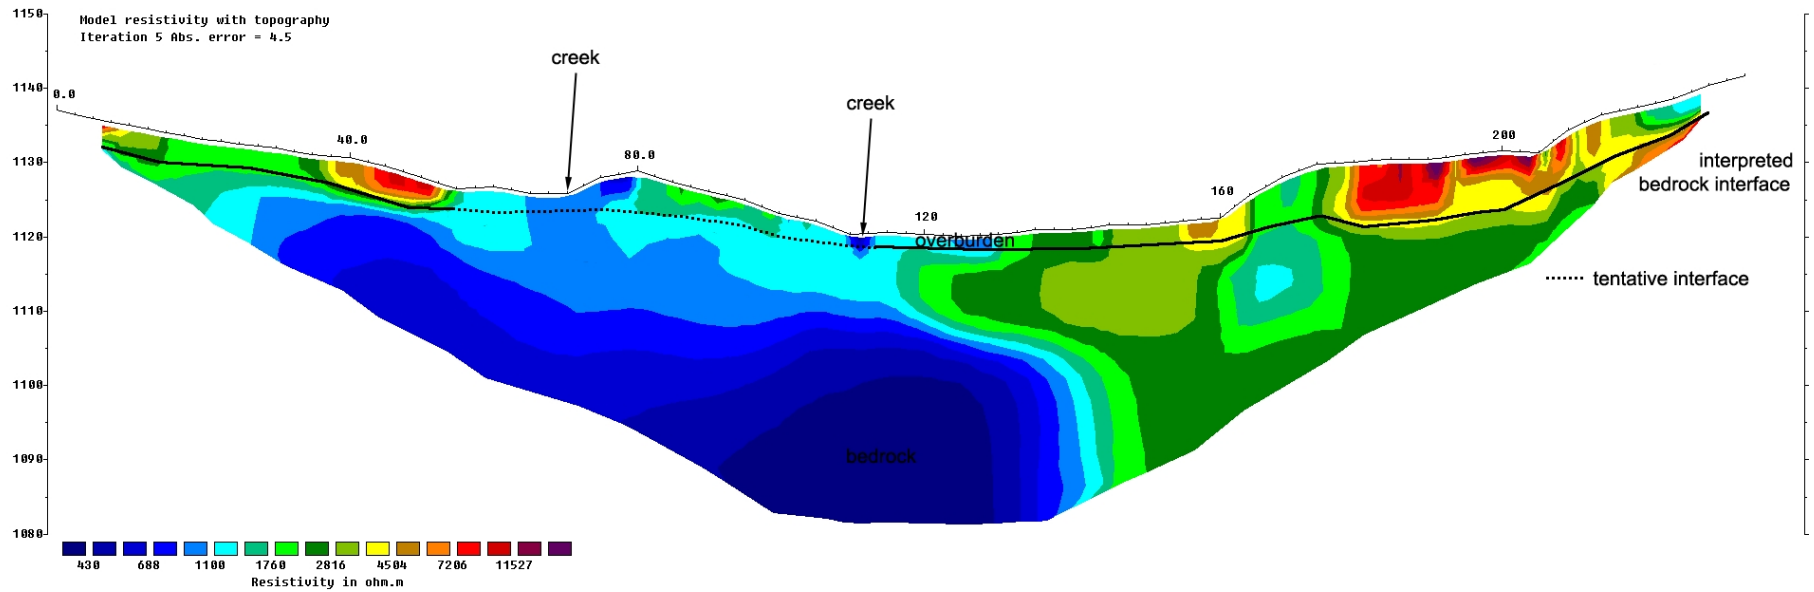 1150
Model resistivity with topography
Iteration 5 Abs. error = 4.5
creek
1140
0.0
creek
40.0
200
1130
80.0
interpreted
bedrock interface
160
120
1120
overburden
tentative interface
1110
1100
1090
bedrock
1080
430 688 1100 1760 2816 4504 7206 11527
Resistivity in ohm.m